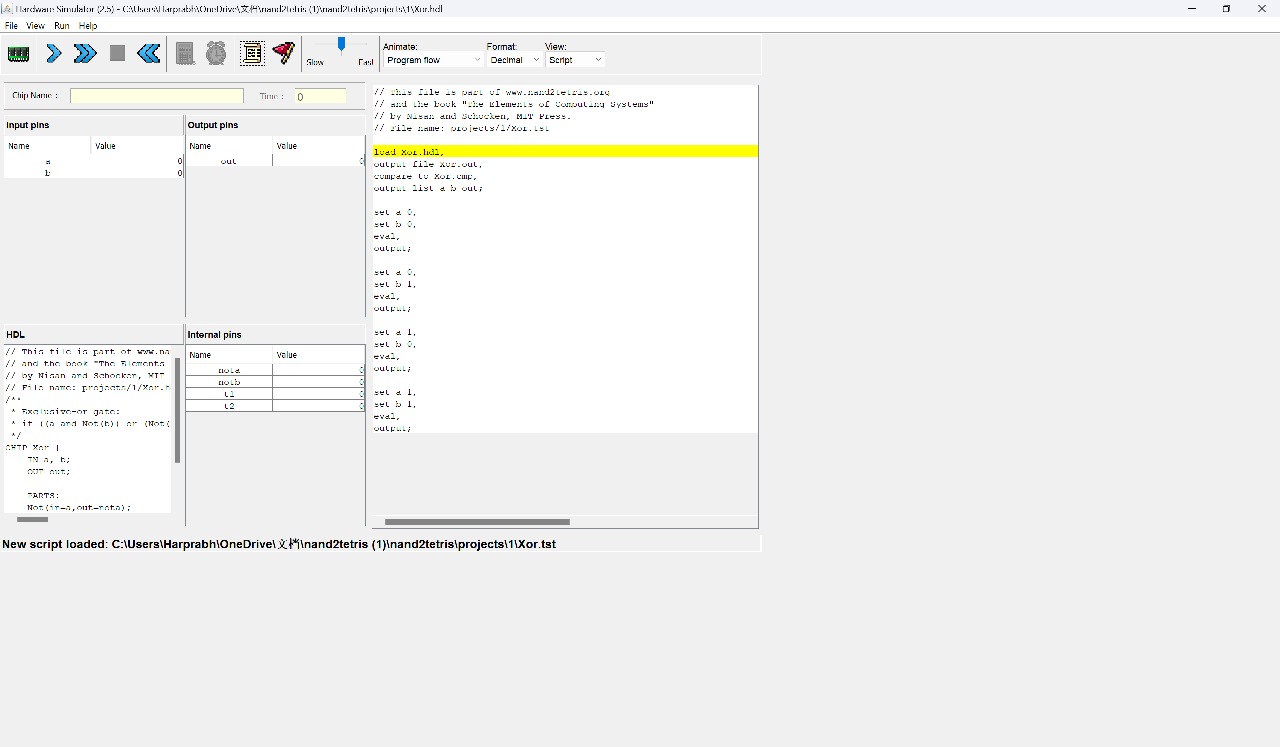 Hardware Simulator (2.5) - C:\Users\Harprabh\OneDrive\文档\nand2tetris (1)\nand2tetris\projects\1\Xor.hdl
File View Run Help
Slow Fast
Animate: Format: View:
Program flow Decimal Script
Chip Name : Time : 0
Input pins
Name Value
a 0
b 0
Output pins
Name Value
out 0
HDL
// This file is part of www.na
// and the book "The Elements
// by Nisan and Schocken, MIT
// File name: projects/1/Xor.h
/**
* Exclusive-or gate:
* if ((a and Not(b)) or (Not(
*/
CHIP Xor {
IN a, b;
OUT out;
PARTS:
Not(in=a,out=nota);
Internal pins
Name Value
nota 0
notb 0
t1 0
t2 0
// This file is part of www.nand2tetris.org
// and the book "The Elements of Computing Systems"
// by Nisan and Schocken, MIT Press.
// File name: projects/1/Xor.tst
load Xor.hdl,
output-file Xor.out,
compare-to Xor.cmp,
output-list a b out;
set a 0,
set b 0,
eval,
output;
set a 0,
set b 1,
eval,
output;
set a 1,
set b 0,
eval,
output;
set a 1,
set b 1,
eval,
output;
New script loaded: C:\Users\Harprabh\OneDrive\文档\nand2tetris (1)\nand2tetris\projects\1\Xor.tst